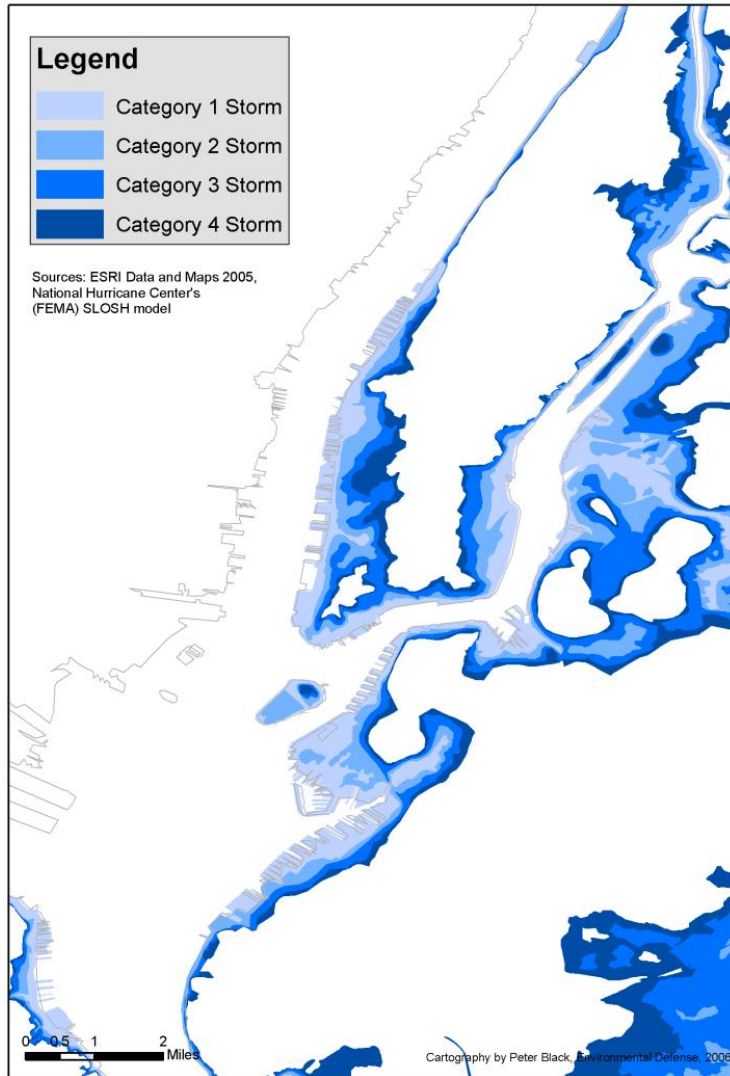 Legend
Category 1 Storm
Category 2 Storm
Category 3 Storm
Category 4 Storm
Sources: ESRI Data and Maps 2005,
National Hurricane Center's
(FEMA) SLOSH model
0 0.5 1 2
Miles
Cartography by Peter Black, Environmental Defense, 2006